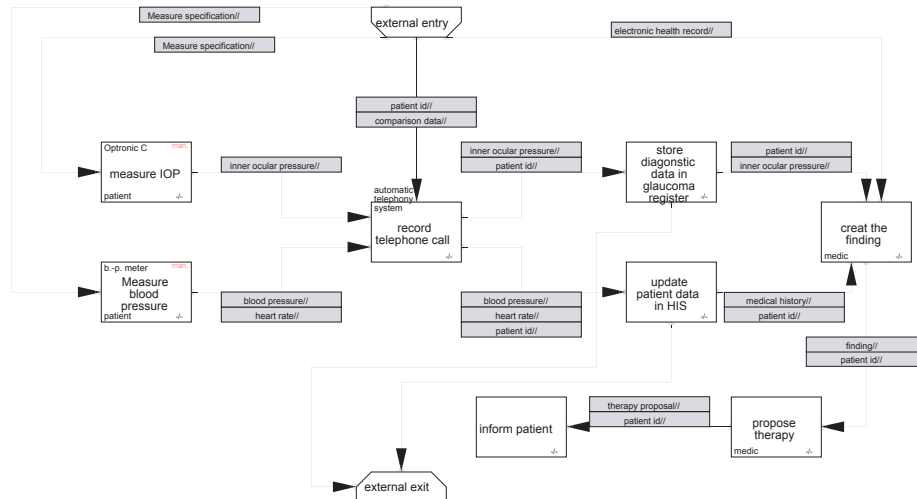 Measure specification//
external entry
electronic health record//
Measure specification//
patient id//
comparison data//
Optronic C
man
measure IOP
patient
-/-
inner ocular pressure//
inner ocular pressure//
patient id//
store
diagonstic
data in
glaucoma
register
-/-
patient id//
inner ocular pressure//
automatic
telephony
system
record
telephone call
-/-
creat the
finding
medic
-/-
b.-p. meter
man
Measure
blood
pressure
patient
-/-
blood pressure//
heart rate//
blood pressure//
heart rate//
patient id//
update
patient data
in HIS
-/-
medical history//
patient id//
finding//
patient id//
inform patient
-/-
therapy proposal//
patient id//
propose
therapy
medic
-/-
external exit